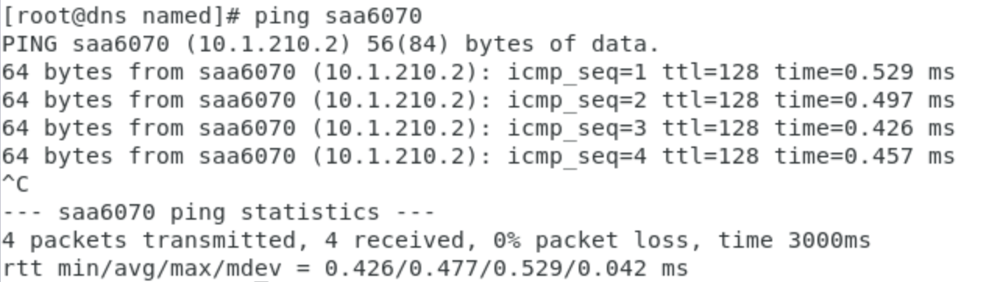 [root@dns named]# ping saa6070
PING saa6070 (10.1.210.2) 56(84) bytes of data.
64 bytes from saa6070 (10.1.210.2): icmp_seq=1 ttl=128 time=0.529 ms
64 bytes from saa6070 (10.1.210.2): icmp_seq=2 ttl=128 time=0.497 ms
64 bytes from saa6070 (10.1.210.2): icmp_seq=3 ttl=128 time=0.426 ms
64 bytes from saa6070 (10.1.210.2): icmp_seq=4 ttl=128 time=0.457 ms
^C
--- saa6070 ping statistics ---
4 packets transmitted, 4 received, 0% packet loss, time 3000ms
rtt min/avg/max/mdev = 0.426/0.477/0.529/0.042 ms